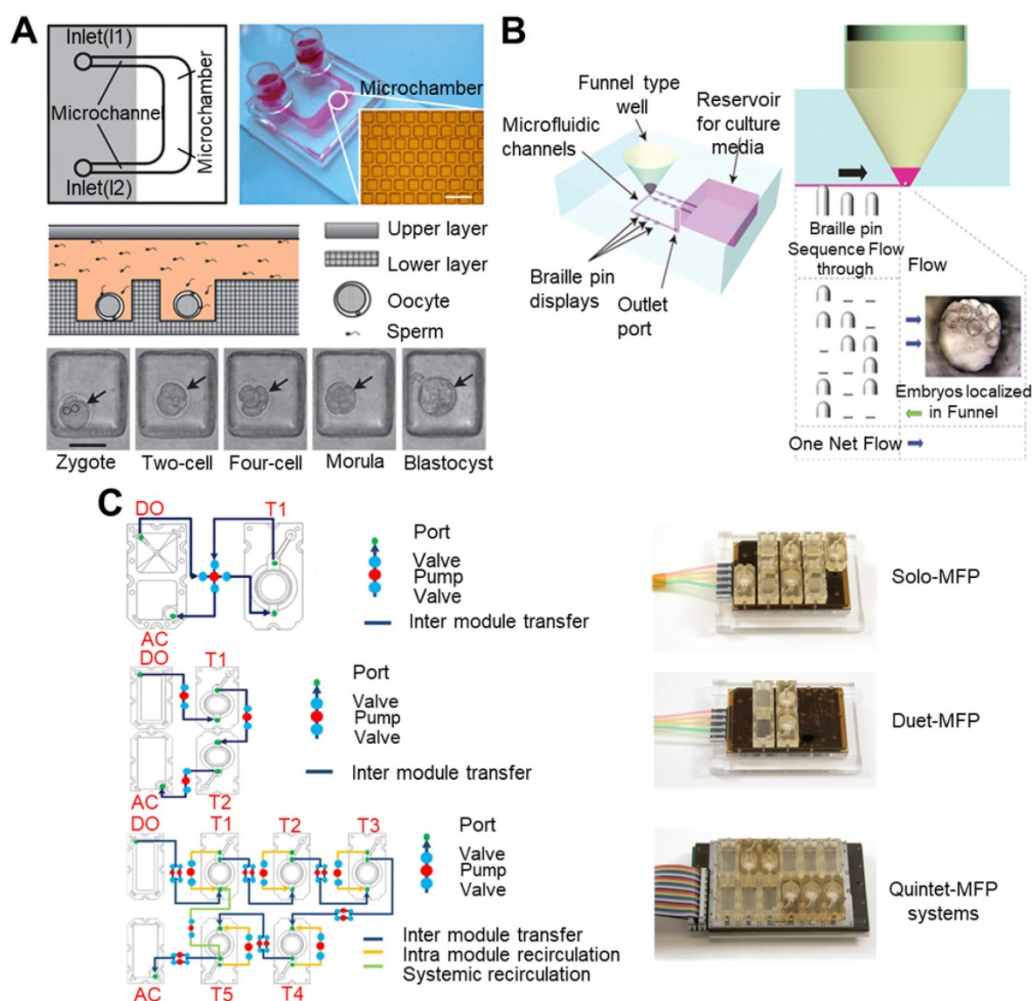 A
Inlet(I1)
Microchannel
Microchamber
Inlet(I2)
Microchamber
Upper layer
Lower layer
Oocyte
Sperm
Zygote
Two-cell
Four-cell
Morula
Blastocyst
B
Funnel type
well
Microfluidic
channels
Reservoir
for culture
media
Braille pin
displays
Outlet
port
Braille pin
Sequence Flow
through
Flow
Embryos localized
in Funnel
One Net Flow
C
DO
T1
AC
Port
Valve
Pump
Valve
Inter module transfer
Solo-MFP
DO
T1
AC
T2
Port
Valve
Pump
Valve
Inter module transfer
Duet-MFP
DO
T1
T2
T3
AC
T5
T4
Port
Valve
Pump
Valve
Inter module transfer
Intra module recirculation
Systemic recirculation
Quintet-MFP
systems